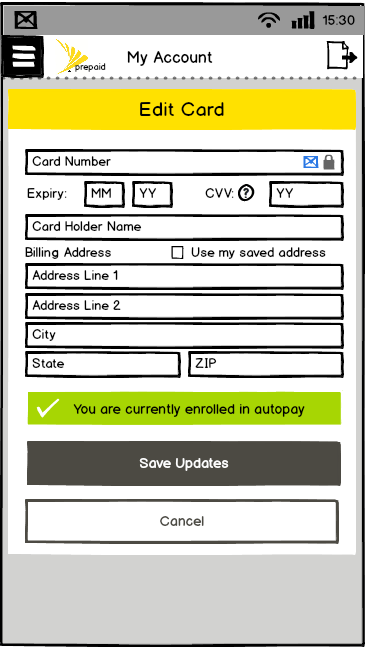 15:30
prepaid
My Account
Edit Card
Card Number
Expiry: MM YY CVV: ? YY
Card Holder Name
Billing Address Use my saved address
Address Line 1
Address Line 2
City
State ZIP
You are currently enrolled in autopay
Save Updates
Cancel